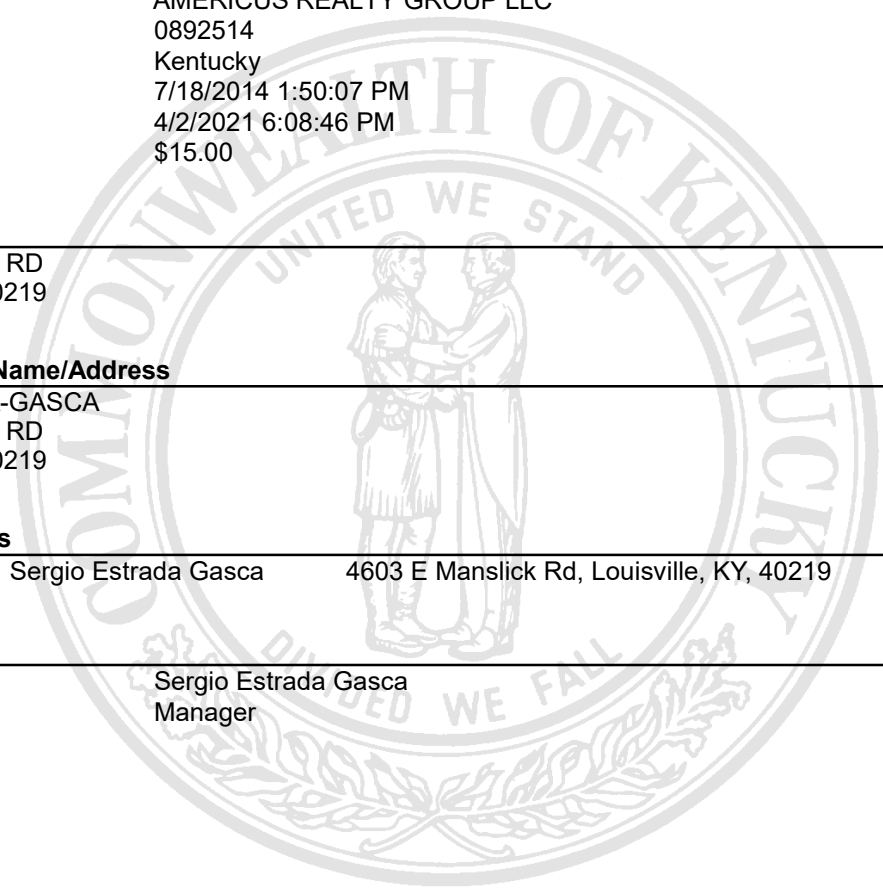 AMERICUS REALTY GROUP LLC
0892514
Kentucky
7/18/2014 1:50:07 PM
4/2/2021 6:08:46 PM
$15.00
COMMONWEALTH OF KENTUCKY
UNITED WE STAND
RD
0219
Name/Address
-GASCA
RD
0219
s
Sergio Estrada Gasca 4603 E Manslick Rd, Louisville, KY, 40219
DIVIDED WE FALL
Sergio Estrada Gasca
Manager